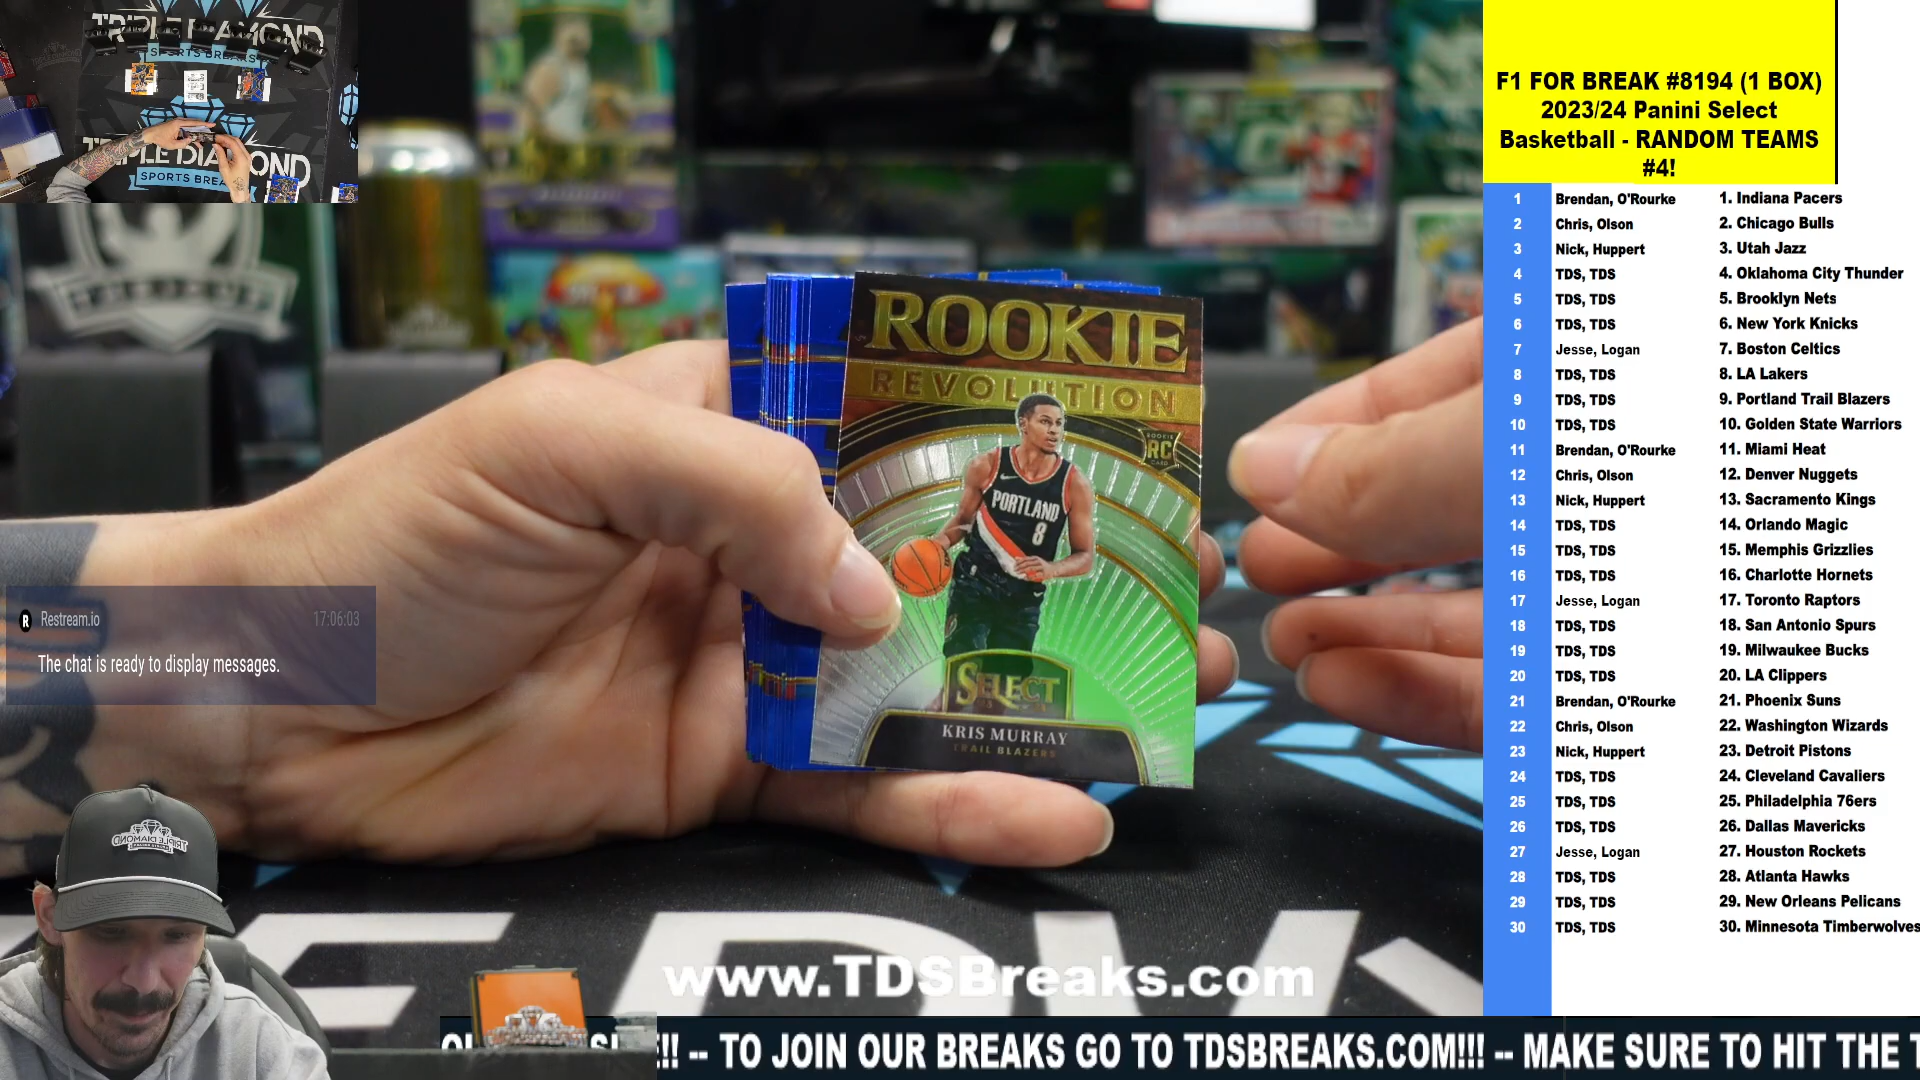 TRIPLE DIAMOND
SPORTS BREAKS
TRIPLE DIAMOND
SPORTS BREA
F1 FOR BREAK #8194 (1 BOX)
2023/24 Panini Select
Basketball - RANDOM TEAMS
#4!
1 Brendan, O'Rourke 1. Indiana Pacers
2 Chris, Olson 2. Chicago Bulls
3 Nick, Huppert 3. Utah Jazz
4 TDS, TDS 4. Oklahoma City Thunder
5 TDS, TDS 5. Brooklyn Nets
6 TDS, TDS 6. New York Knicks
7 Jesse, Logan 7. Boston Celtics
8 TDS, TDS 8. LA Lakers
9 TDS, TDS 9. Portland Trail Blazers
10 TDS, TDS 10. Golden State Warriors
11 Brendan, O'Rourke 11. Miami Heat
12 Chris, Olson 12. Denver Nuggets
13 Nick, Huppert 13. Sacramento Kings
14 TDS, TDS 14. Orlando Magic
15 TDS, TDS 15. Memphis Grizzlies
16 TDS, TDS 16. Charlotte Hornets
17 Jesse, Logan 17. Toronto Raptors
18 TDS, TDS 18. San Antonio Spurs
19 TDS, TDS 19. Milwaukee Bucks
20 TDS, TDS 20. LA Clippers
21 Brendan, O'Rourke 21. Phoenix Suns
22 Chris, Olson 22. Washington Wizards
23 Nick, Huppert 23. Detroit Pistons
24 TDS, TDS 24. Cleveland Cavaliers
25 TDS, TDS 25. Philadelphia 76ers
26 TDS, TDS 26. Dallas Mavericks
27 Jesse, Logan 27. Houston Rockets
28 TDS, TDS 28. Atlanta Hawks
29 TDS, TDS 29. New Orleans Pelicans
30 TDS, TDS 30. Minnesota Timberwolves
ROOKIE
REVOLUTION
ROOKIE
RC
CARD
PORTLAND
8
SELECT
KRIS MURRAY
TRAIL BLAZERS
Restream.io 17:06:03
The chat is ready to display messages.
TRIPLE DIAMOND
www.TDSBreaks.com
!! -- TO JOIN OUR BREAKS GO TO TDSBREAKS.COM!!! -- MAKE SURE TO HIT THE T